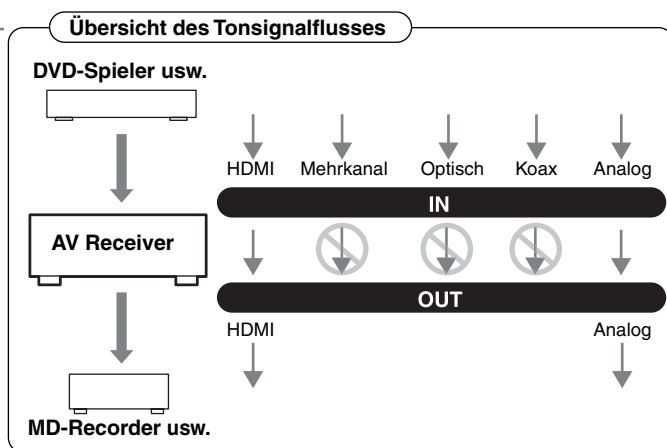 Übersicht des Tonsignalflusses
DVD-Spieler usw.
HDMI Mehrkanal Optisch Koax Analog
IN
AV Receiver
OUT
HDMI Analog
MD-Recorder usw.